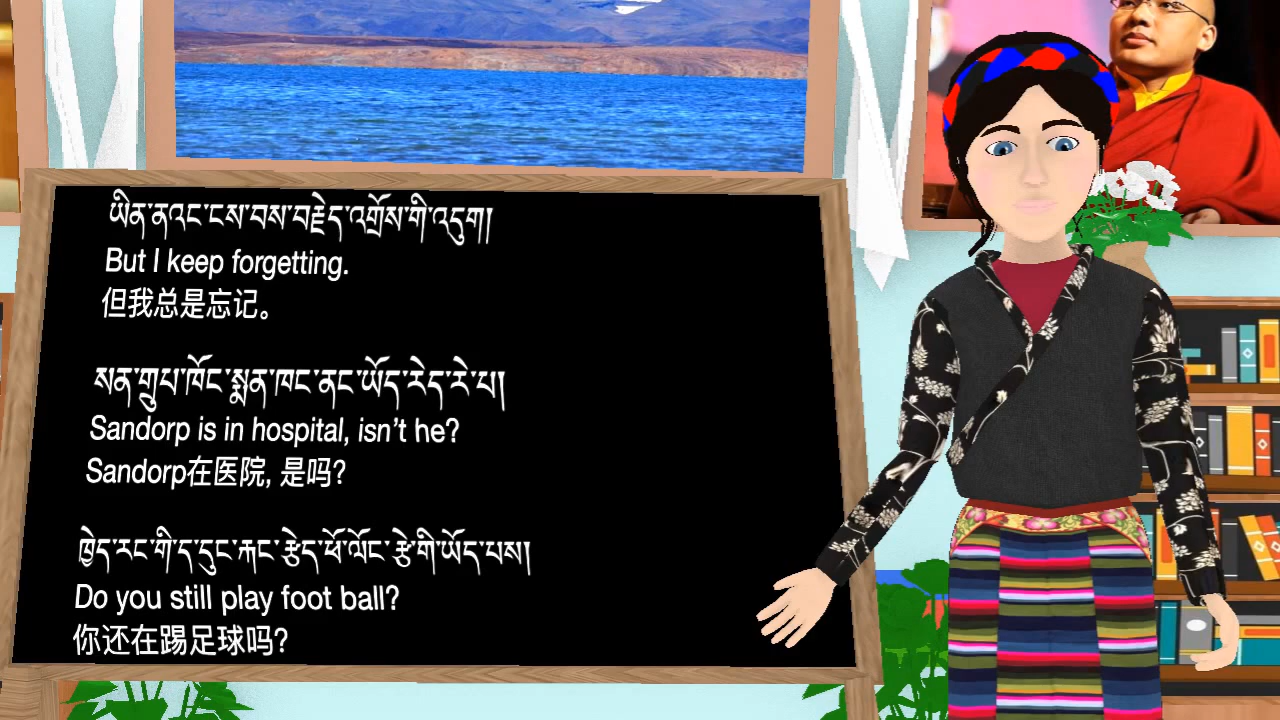 ཡིན་ནའང་ངས་བས་བརྗེད་འགྲོས་གི་འདུག།
But I keep forgetting.
但我总是忘记。
སན་གྲུཔ་ཁོང་སྨན་ཁང་ནང་ཡོད་རེད་རེ་པ།
Sandorp is in hospital, isn't he?
Sandorp在医院, 是吗?
ཁྱེད་རང་གི་ད་དུང་རྐང་རྩེད་ཕོ་ལོང་རྩེ་གི་ཡོད་པས།
Do you still play foot ball?
你还在踢足球吗?